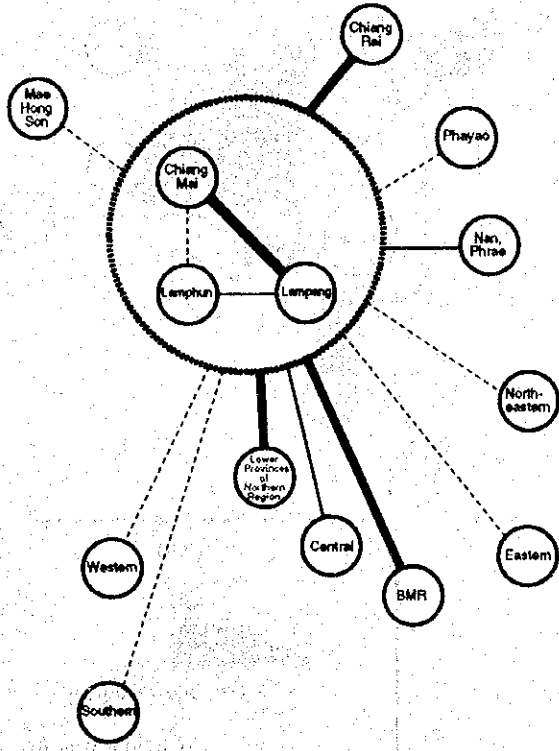 Chiang
Rai
Mae
Hong
Son
Phayao
Chiang
Mai
Nan,
Phrae
Lamphun
Lampang
North-
eastern
Lower
Provinces
of
Northern
Region
Central
Eastern
Western
BMR
Southern